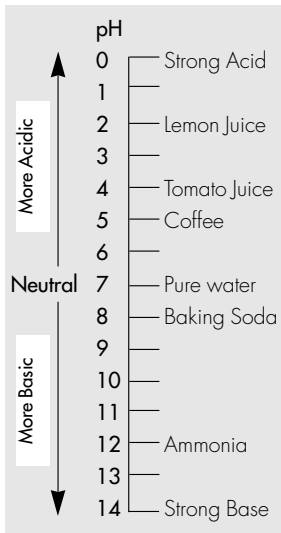 pH
0 Strong Acid
1
2 Lemon Juice
3
4 Tomato Juice
5 Coffee
6
Neutral 7 Pure water
8 Baking Soda
9
10
11
12 Ammonia
13
14 Strong Base
More Acidic
More Basic